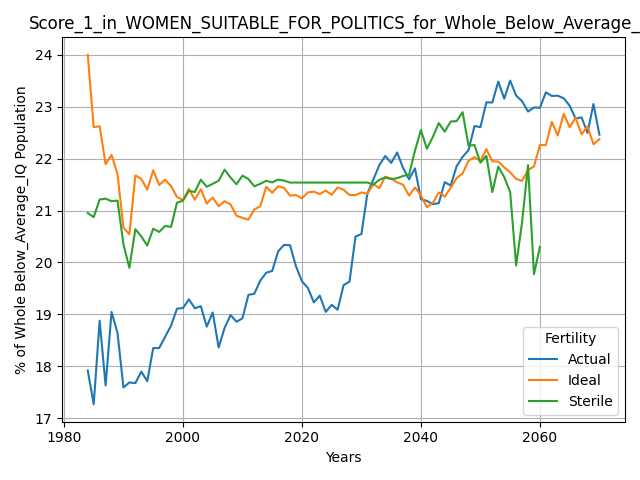 Score_1_in_WOMEN_SUITABLE_FOR_POLITICS_for_Whole_Below_Average_
% of Whole Below_Average_IQ Population
24
23
22
21
20
19
18
17
1980
2000
2020
2040
2060
Years
Fertility
Actual
Ideal
Sterile